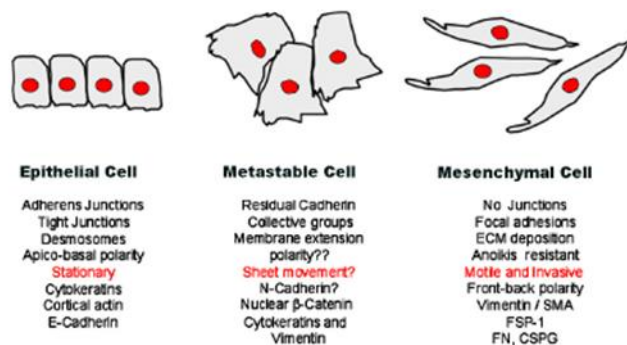 Epithelial Cell
Adherens Junctions
Tight Junctions
Desmosomes
Apico-basal polarity
Stationary
Cytokeratins
Cortical actin
E-Cadherin
Metastable Cell
Residual Cadherin
Collective groups
Membrane extension
polarity??
Sheet movement?
N-Cadherin?
Nuclear β-Catenin
Cytokeratins and
Vimentin
Mesenchymal Cell
No Junctions
Focal adhesions
ECM deposition
Anoikis resistant
Motile and Invasive
Front-back polarity
Vimentin / SMA
FSP-1
FN, CSPG